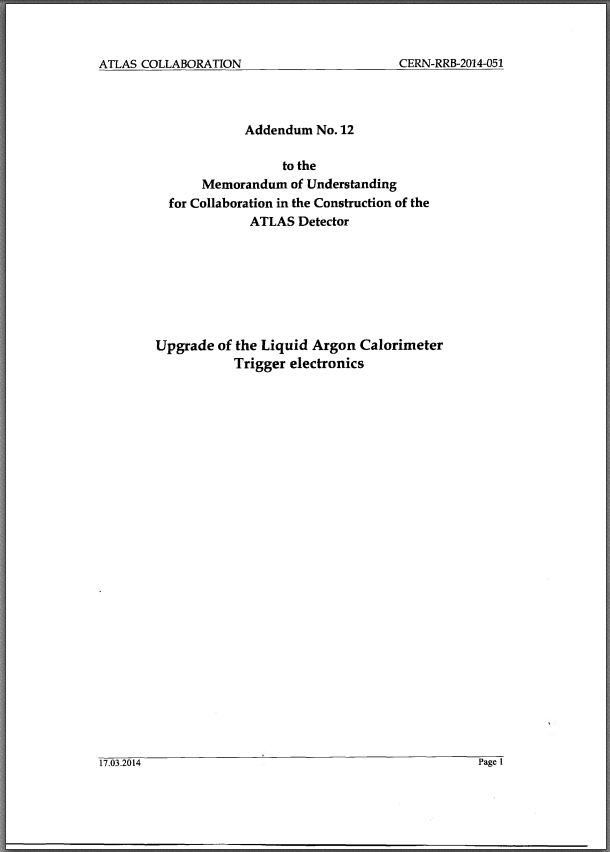 ATLAS COLLABORATION CERN-RRB-2014-051
Addendum No. 12
to the
Memorandum of Understanding
for Collaboration in the Construction of the
ATLAS Detector
Upgrade of the Liquid Argon Calorimeter
Trigger electronics
17.03.2014 Page 1